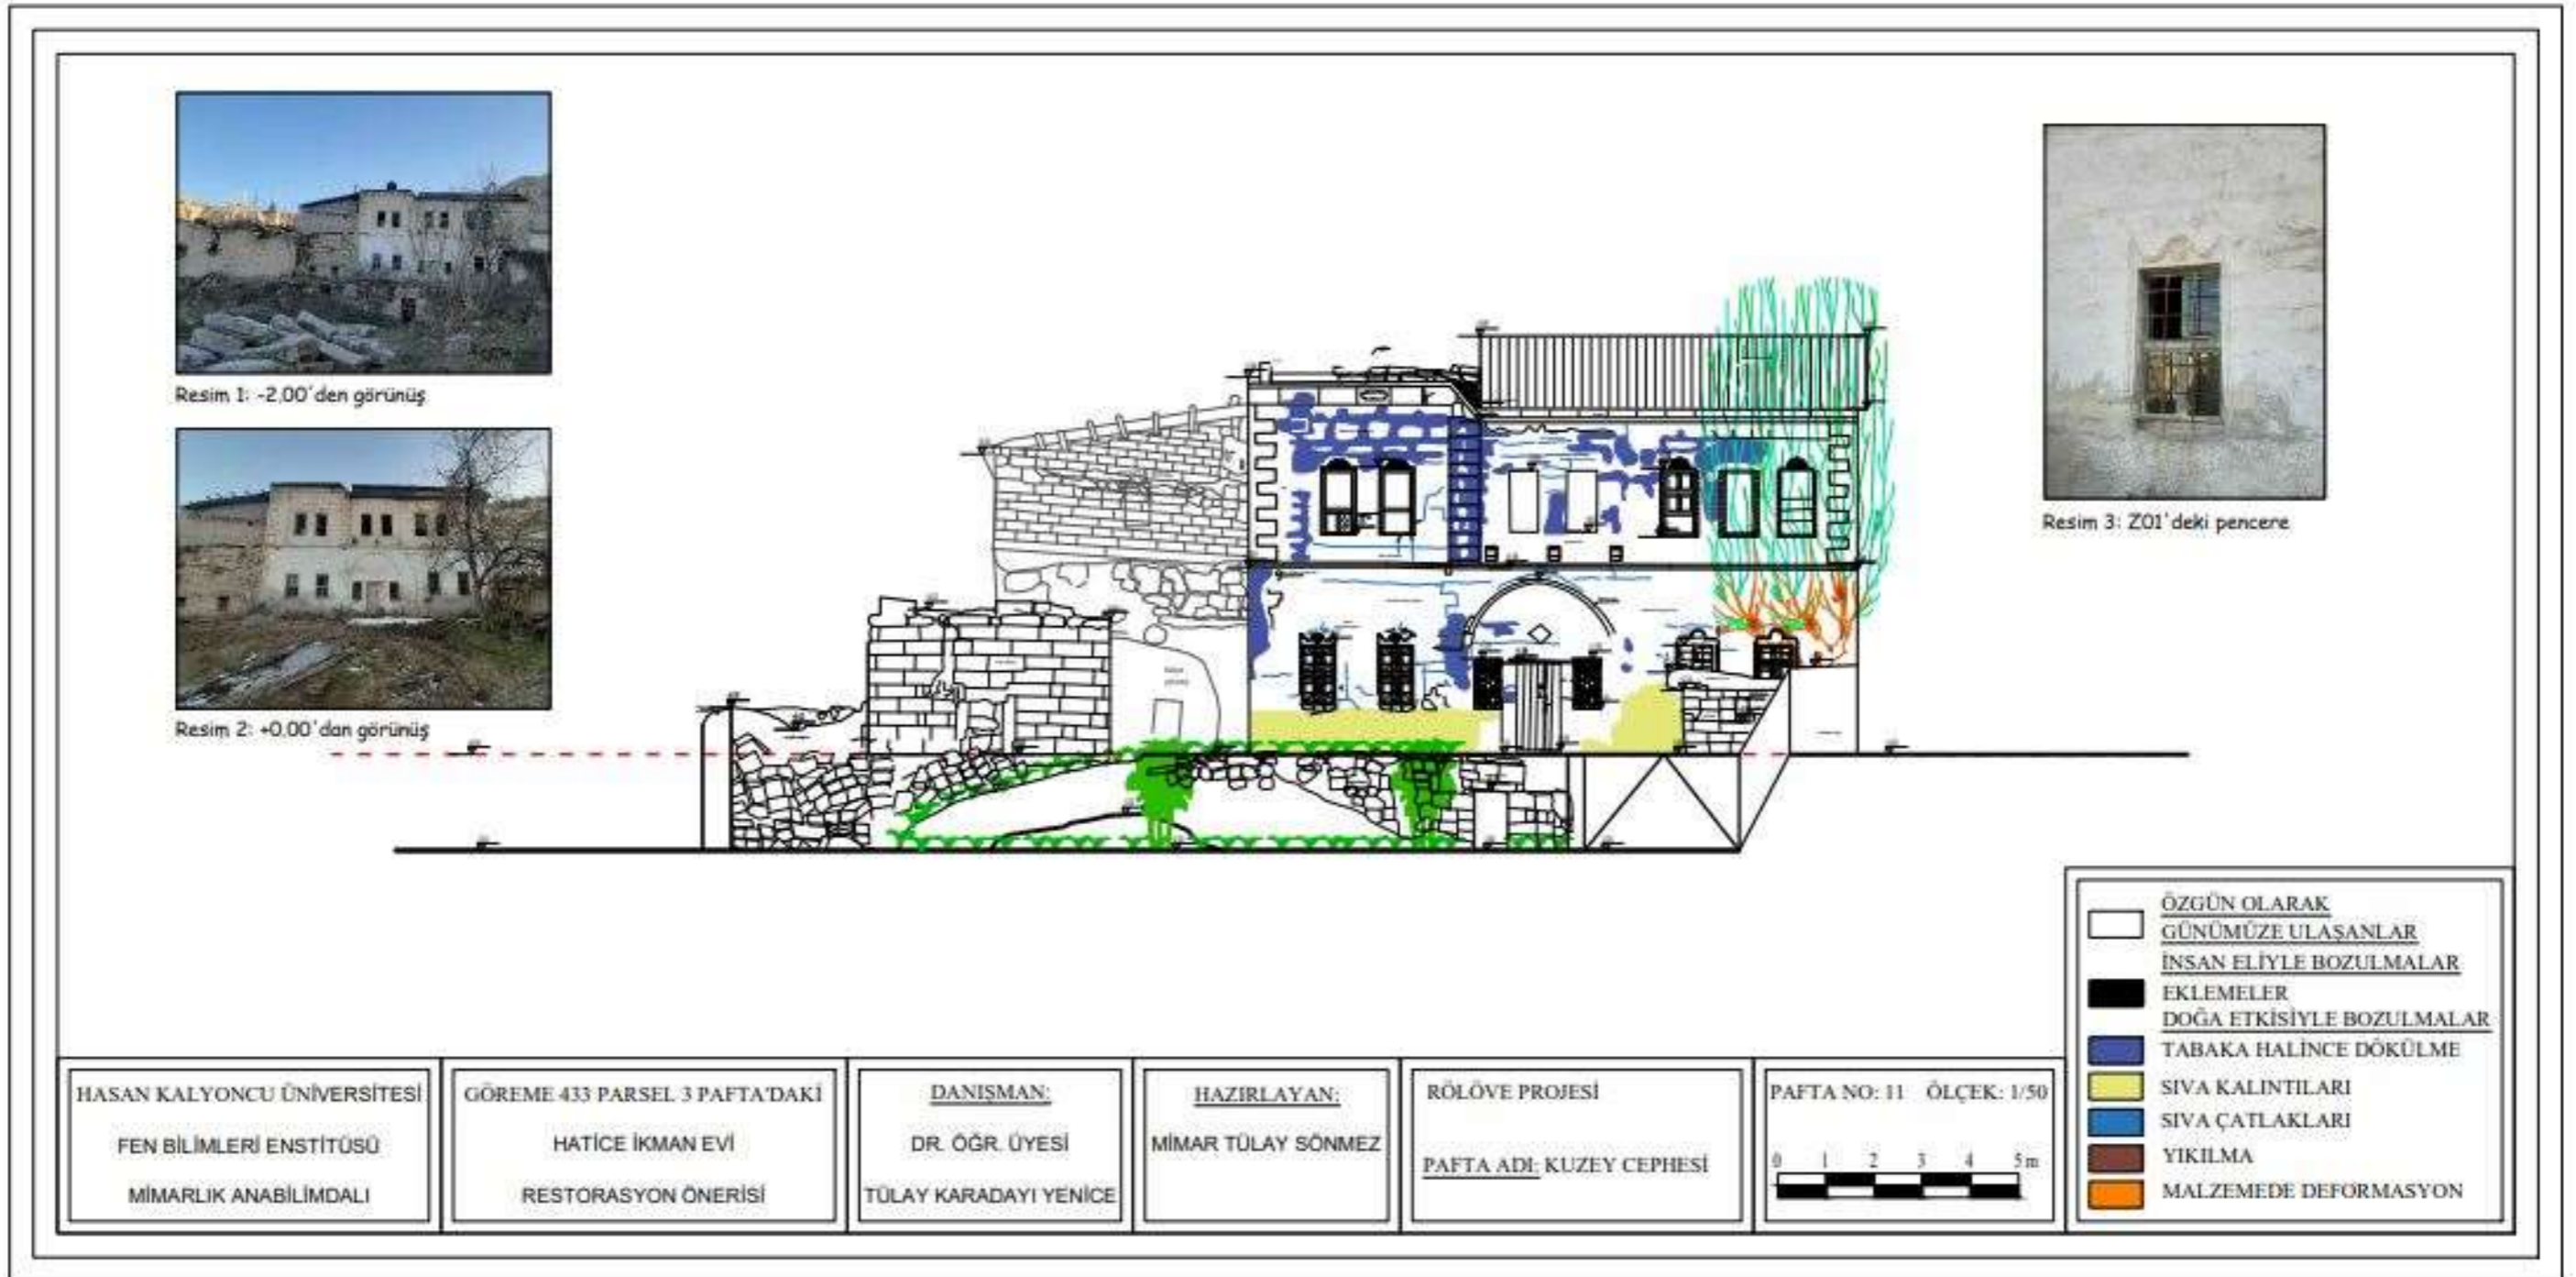 Resim 1: -2,00'den görünüş
Resim 2: +0,00'dan görünüş
Resim 3: Z01'deki pencere
ÖZGÜN OLARAK
GÜNÜMÜZE ULAŞANLAR
İNSAN ELİYLE BOZULMALAR
EKLEMELER
DOĞA ETKİSİYLE BOZULMALAR
TABAKA HALİNCE DÖKÜLME
SIVA KALINTILARI
SIVA ÇATLAKLARI
YIKILMA
MALZEMEDE DEFORMASYON
HASAN KALYONCU ÜNİVERSİTESİ
FEN BİLİMLERİ ENSTİTÜSÜ
MİMARLIK ANABİLİMDALI
GÖREME 433 PARSEL 3 PAFTA'DAKİ
HATİCE İKMAN EVİ
RESTORASYON ÖNERİSİ
DANIŞMAN:
DR. ÖĞR. ÜYESİ
TÜLAY KARADAYI YENİCE
HAZIRLAYAN:
MİMAR TÜLAY SÖNMEZ
RÖLÖVE PROJESİ
PAFTA ADI: KUZEY CEPHESİ
PAFTA NO: 11 ÖLÇEK: 1/50
0 1 2 3 4 5m